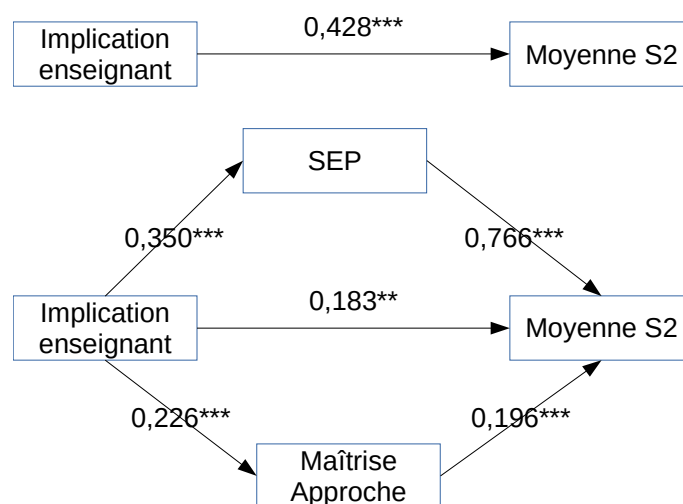 Implication
enseignant
0,428***
Moyenne S2
SEP
0,350***
0,766***
Implication
enseignant
0,183**
Moyenne S2
0,226***
0,196***
Maîtrise
Approche